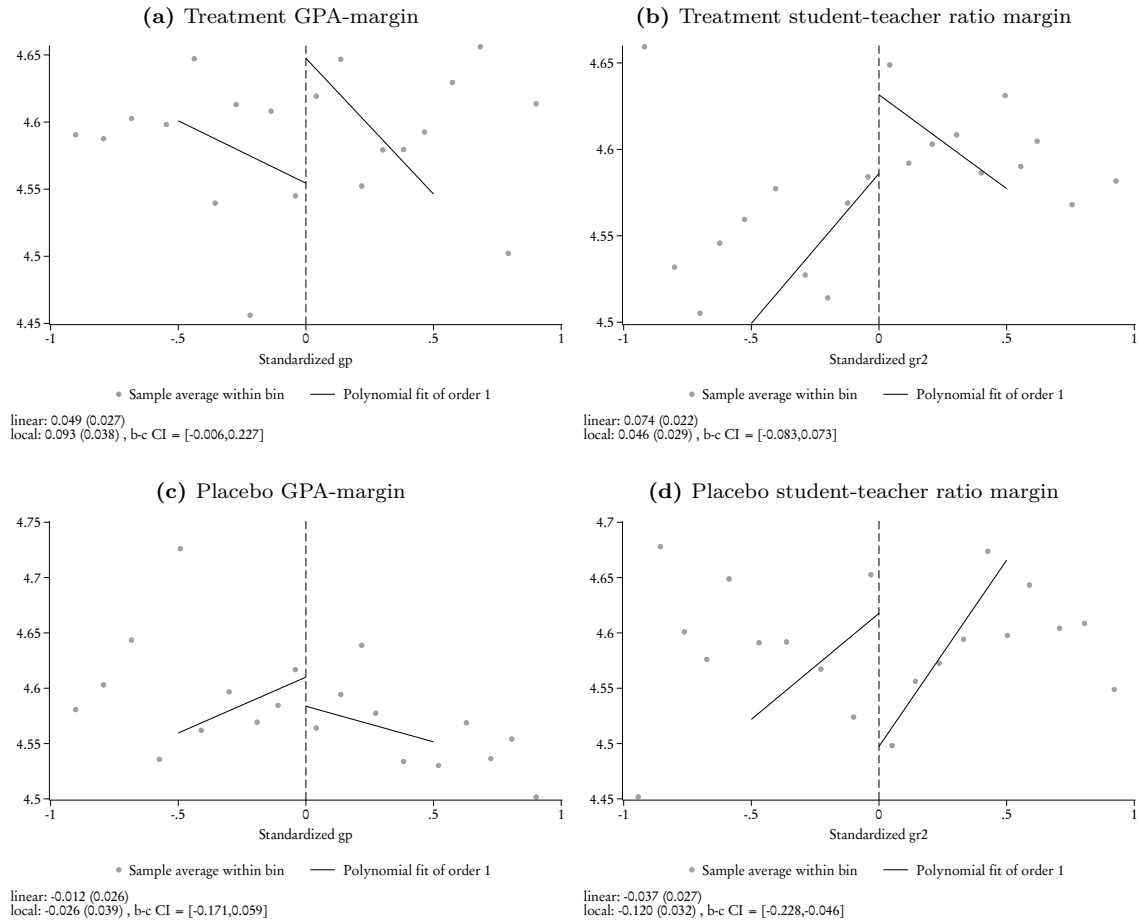 (a) Treatment GPA-margin
4.65
4.6
4.55
4.5
4.45
-1 -.5 0 .5 1
Standardized gp
Sample average within bin Polynomial fit of order 1
linear: 0.049 (0.027)
local: 0.093 (0.038) , b-c CI = [-0.006,0.227]
(b) Treatment student-teacher ratio margin
4.65
4.6
4.55
4.5
-1 -.5 0 .5 1
Standardized gr2
Sample average within bin Polynomial fit of order 1
linear: 0.074 (0.022)
local: 0.046 (0.029) , b-c CI = [-0.083,0.073]
(c) Placebo GPA-margin
4.75
4.7
4.65
4.6
4.55
4.5
-1 -.5 0 .5 1
Standardized gp
Sample average within bin Polynomial fit of order 1
linear: -0.012 (0.026)
local: -0.026 (0.039) , b-c CI = [-0.171,0.059]
(d) Placebo student-teacher ratio margin
4.7
4.65
4.6
4.55
4.5
4.45
-1 -.5 0 .5 1
Standardized gr2
Sample average within bin Polynomial fit of order 1
linear: -0.037 (0.027)
local: -0.120 (0.032) , b-c CI = [-0.228,-0.046]